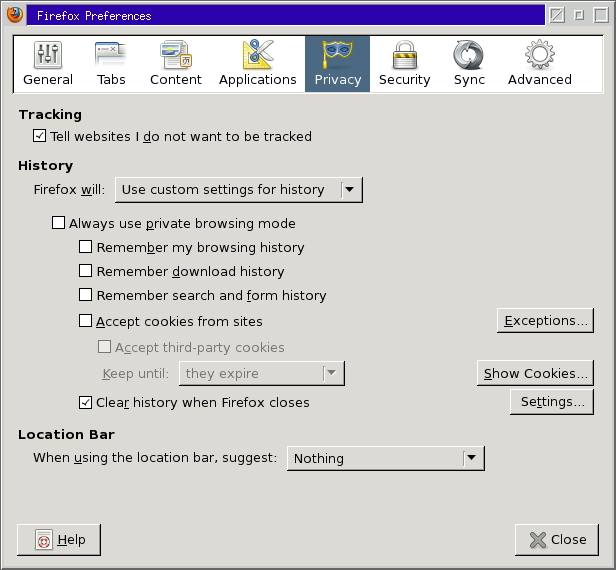 Firefox Preferences
General Tabs Content Applications Privacy Security Sync Advanced
Tracking
Tell websites I do not want to be tracked
History
Firefox will: Use custom settings for history
Always use private browsing mode
Remember my browsing history
Remember download history
Remember search and form history
Accept cookies from sites Exceptions...
Accept third-party cookies
Keep until: they expire Show Cookies...
Clear history when Firefox closes Settings...
Location Bar
When using the location bar, suggest: Nothing
Help Close